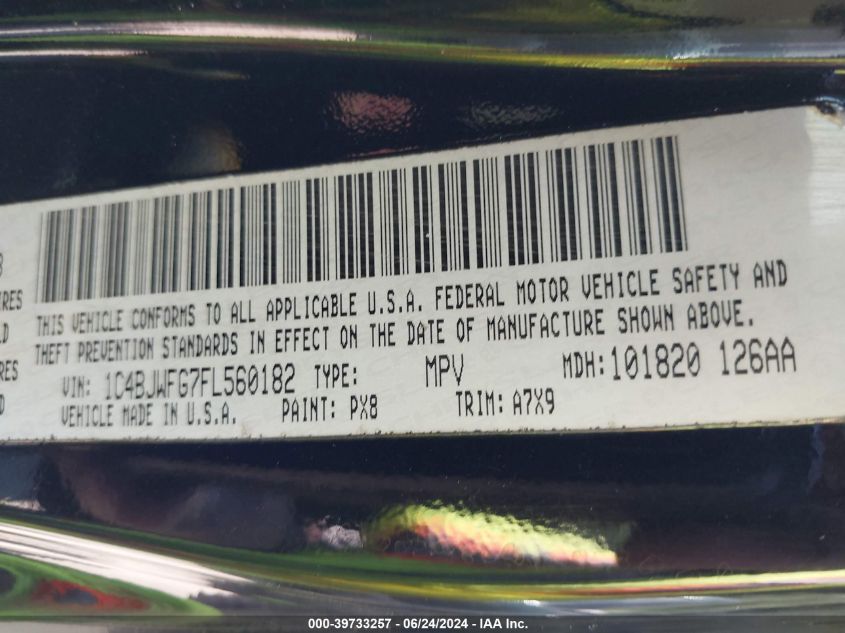 IRES
RES
THIS VEHICLE CONFORMS TO ALL APPLICABLE U.S.A. FEDERAL MOTOR VEHICLE SAFETY AND
THEFT PREVENTION STANDARDS IN EFFECT ON THE DATE OF MANUFACTURE SHOWN ABOVE.
VIN: 1C4BJWFG7FL560182 TYPE: MPV MDH: 101820 126AA
VEHICLE MADE IN U.S.A. PAINT: PX8 TRIM: A7X9
000-39733257 - 06/24/2024 - IAA Inc.